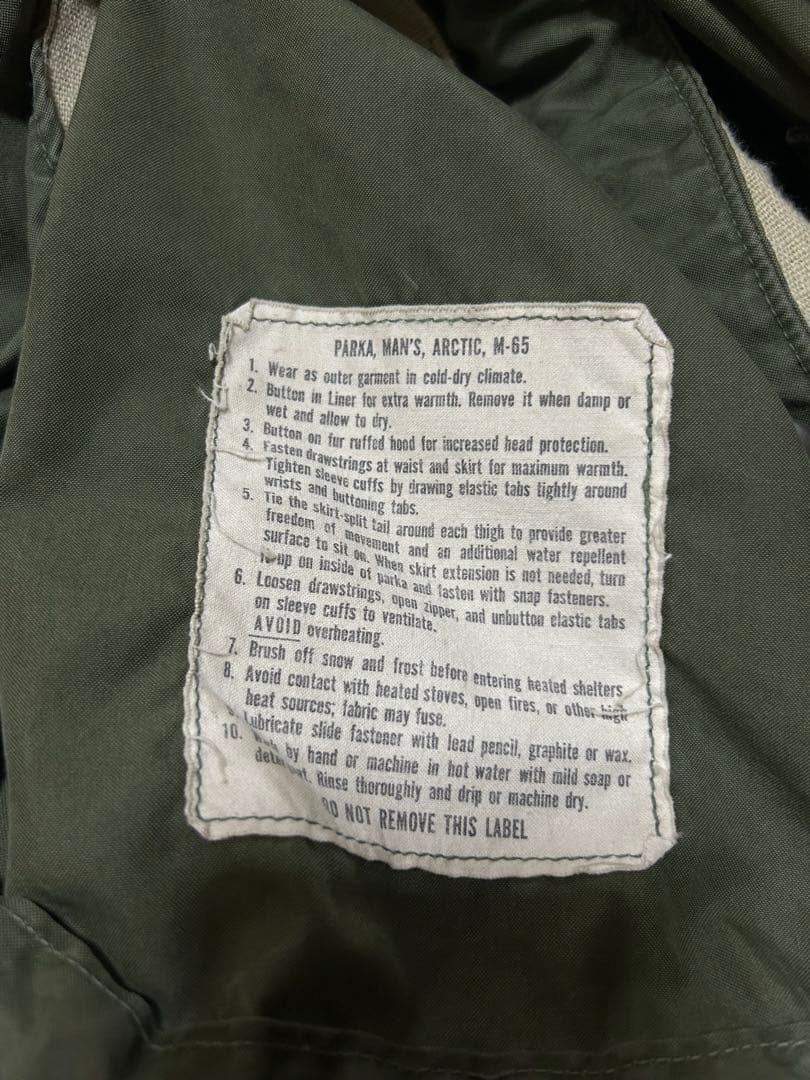 PARKA, MAN'S, ARCTIC, M-65
1. Wear as outer garment in cold-dry climate.
2. Button in Liner for extra warmth. Remove it when damp or
wet and allow to dry.
3. Button on fur ruffed hood for increased head protection.
4. Fasten drawstrings at waist and skirt for maximum warmth.
Tighten sleeve cuffs by drawing elastic tabs tightly around
wrists and buttoning tabs.
5. Tie the skirt-split tail around each thigh to provide greater
freedom of movement and an additional water repellent
surface to sit on. When skirt extension is not needed, turn
up on inside of parka and fasten with snap fasteners.
6. Loosen drawstrings, open zipper, and unbutton elastic tabs
on sleeve cuffs to ventilate.
AVOID overheating.
7. Brush off snow and frost before entering heated shelters
8. Avoid contact with heated stoves, open fires, or other high
heat sources; fabric may fuse.
Lubricate slide fastener with lead pencil, graphite or wax.
10. by hand or machine in hot water with mild soap or
Rinse thoroughly and drip or machine dry.
DO NOT REMOVE THIS LABEL